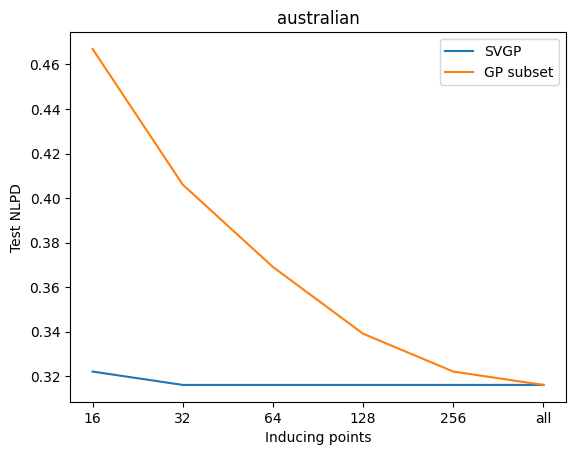 australian
SVGP
GP subset
Test NLPD
0.46
0.44
0.42
0.40
0.38
0.36
0.34
0.32
16 32 64 128 256 all
Inducing points